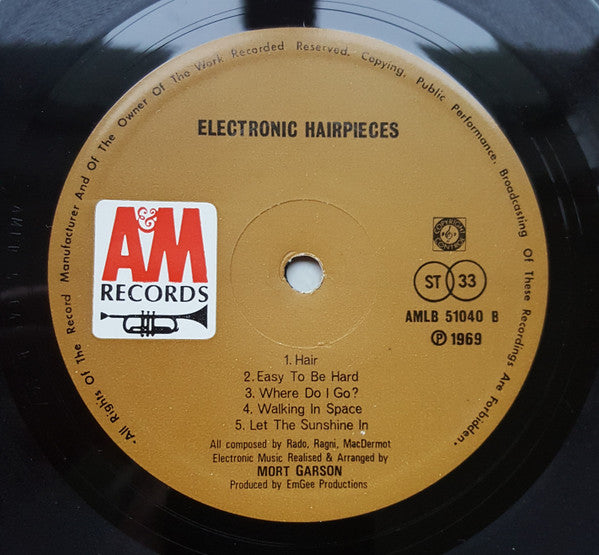 ·All Rights Of The Record Manufacturer And Of The Owner Of The Work Recorded Reserved. Copying. Public Performance. Broadcasting Of These Recordings Are Forbidden·
ELECTRONIC HAIRPIECES
A&M
RECORDS
COPYRIGHT
CONTROL
ST 33
AMLB 51040 B
Ⓟ 1969
1. Hair
2. Easy To Be Hard
3. Where Do I Go?
4. Walking In Space
5. Let The Sunshine In
All composed by Rado, Ragni, MacDermot
Electronic Music Realised & Arranged by
MORT GARSON
Produced by EmGee Productions